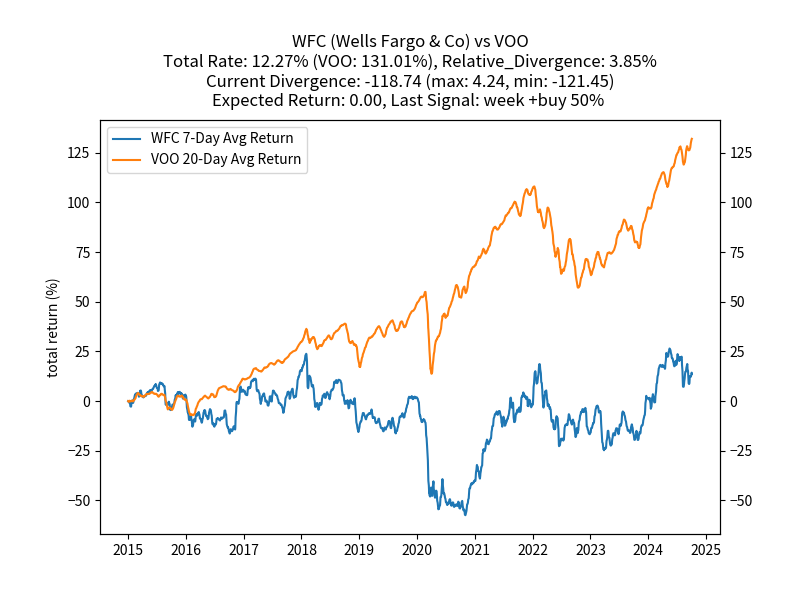 WFC (Wells Fargo & Co) vs VOO
Total Rate: 12.27% (VOO: 131.01%), Relative_Divergence: 3.85%
Current Divergence: -118.74 (max: 4.24, min: -121.45)
Expected Return: 0.00, Last Signal: week +buy 50%
WFC 7-Day Avg Return
VOO 20-Day Avg Return
total return (%)
125 125
100 100
75 75
50 50
25 25
0 0
−25 −25
−50 −50
2015 2016 2017 2018 2019 2020 2021 2022 2023 2024 2025